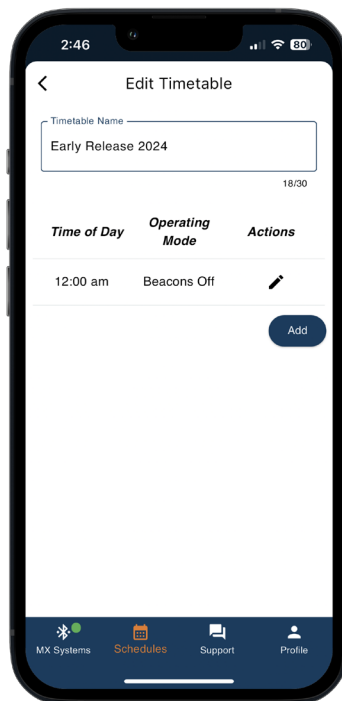 2:46
80
Edit Timetable
Timetable Name
Early Release 2024
18/30
Time of Day
Operating
Mode
Actions
12:00 am
Beacons Off
Add
MX Systems
Schedules
Support
Profile